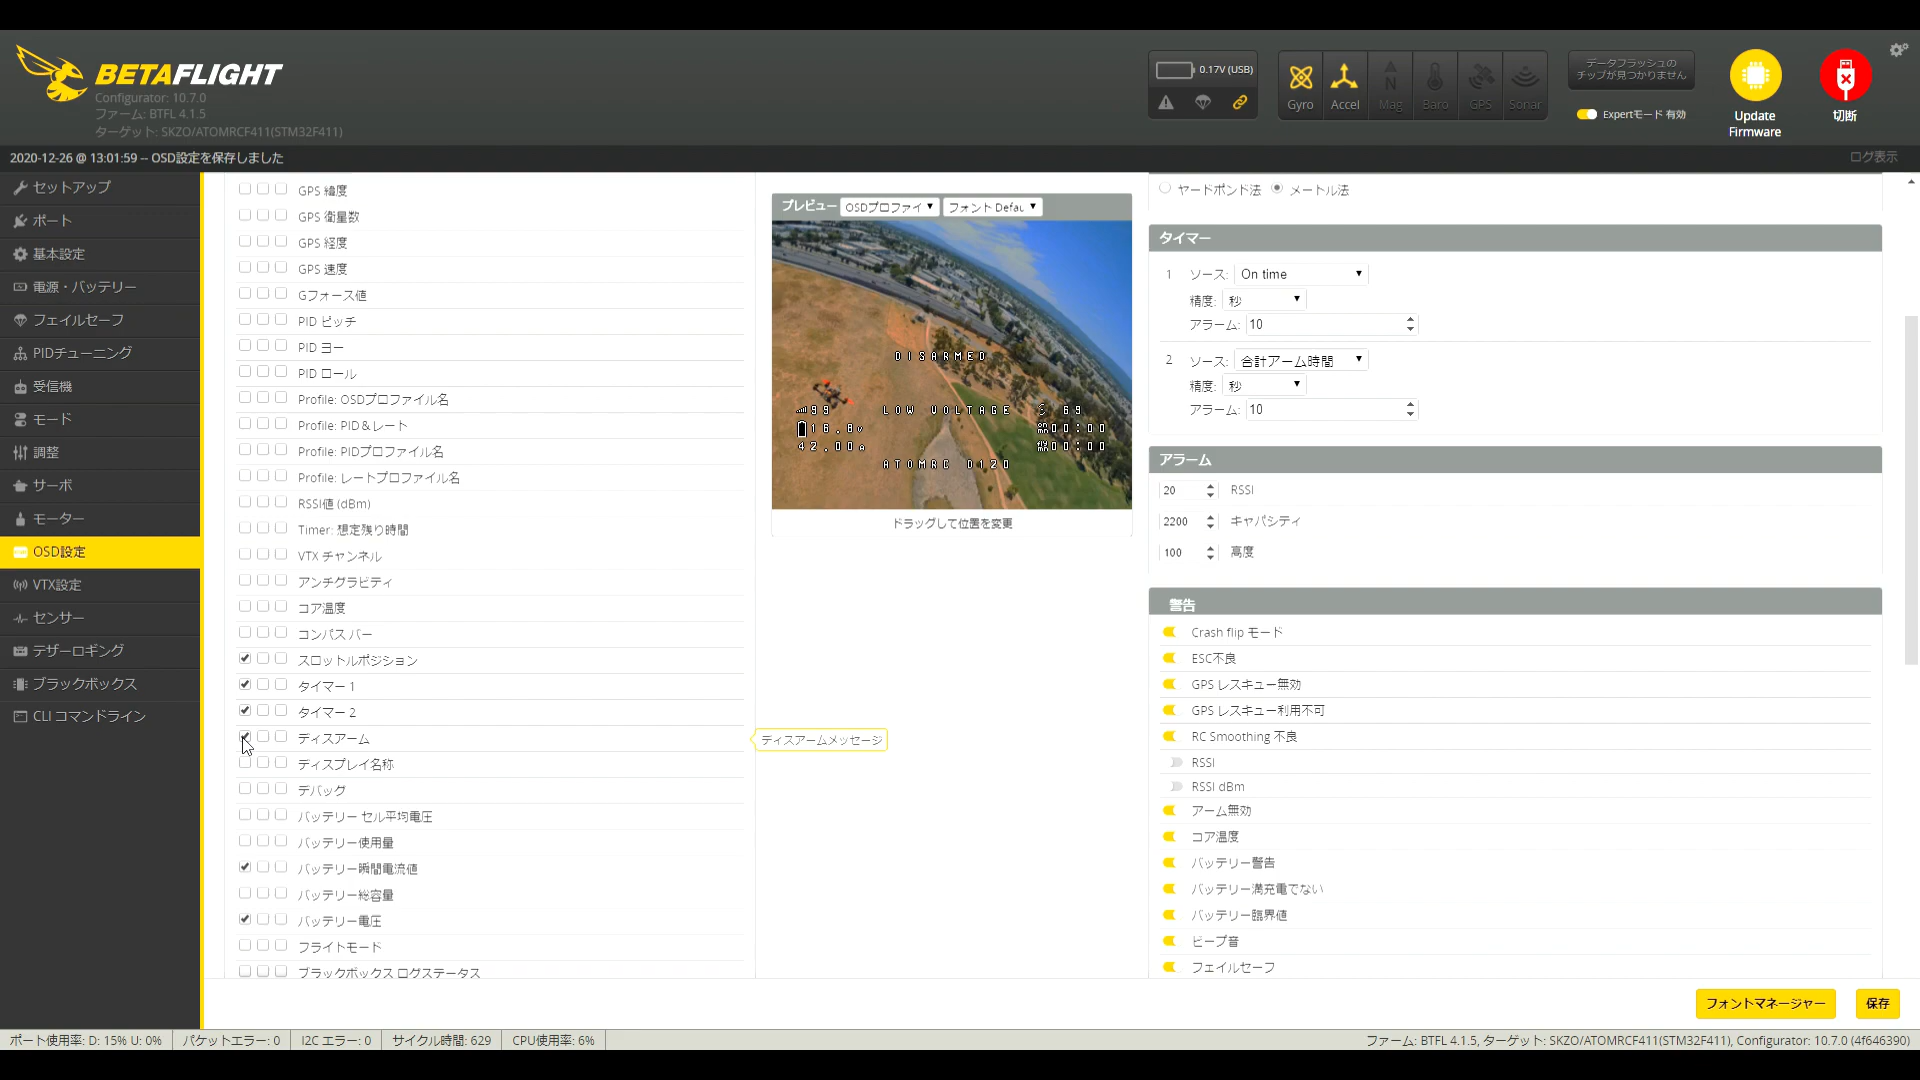 BETAFLIGHT
Configurator: 10.7.0
ファーム: BTFL 4.1.5
ターゲット: SKZO/ATOMRCF411(STM32F411)
0.17V (USB)
Gyro
Accel
Mag
Baro
GPS
Sonar
データフラッシュの
チップが見つかりません
Expertモード 有効
Update
Firmware
切断
2020-12-26 @ 13:01:59 -- OSD設定を保存しました
ログ表示
セットアップ
ポート
基本設定
電源・バッテリー
フェイルセーフ
PIDチューニング
受信機
モード
調整
サーボ
モーター
OSD設定
VTX設定
センサー
テザーロギング
ブラックボックス
CLI コマンドライン
GPS 緯度
GPS 衛量数
GPS 経度
GPS 速度
Gフォース値
PID ピッチ
PID ヨー
PID ロール
Profile: OSDプロファイル名
Profile: PID＆レート
Profile: PIDプロファイル名
Profile: レートプロファイル名
RSSI値 (dBm)
Timer: 想定残り時間
VTX チャンネル
アンチグラビティ
コア温度
コンパス バー
スロットルポジション
タイマー 1
タイマー 2
ディスアーム
ディスプレイ名称
デバッグ
バッテリー セル平均電圧
バッテリー使用量
バッテリー瞬間電流値
バッテリー総容量
バッテリー電圧
フライトモード
ブラックボックス ログステータス
ディスアームメッセージ
プレビュー OSDプロファイ フォント Defau
DISARMED
99 LOW VOLTAGE 69
16.8v 00:00
42.00A 00:00
ATOMRC D120
ドラッグして位置を変更
ヤードポンド法 メートル法
タイマー
1 ソース: On time
精度: 秒
アラーム: 10
2 ソース: 合計アーム時間
精度: 秒
アラーム: 10
アラーム
20 RSSI
2200 キャパシティ
100 高度
警告
Crash flip モード
ESC不良
GPS レスキュー無効
GPS レスキュー利用不可
RC Smoothing 不良
RSSI
RSSI dBm
アーム無効
コア温度
バッテリー警告
バッテリー満充電でない
バッテリー臨界値
ビープ音
フェイルセーフ
フォントマネージャー
保存
ポート使用率: D: 15% U: 0%
パケットエラー: 0
I2C エラー: 0
サイクル時間: 629
CPU使用率: 6%
ファーム: BTFL 4.1.5, ターゲット: SKZO/ATOMRCF411(STM32F411), Configurator: 10.7.0 (4f646390)